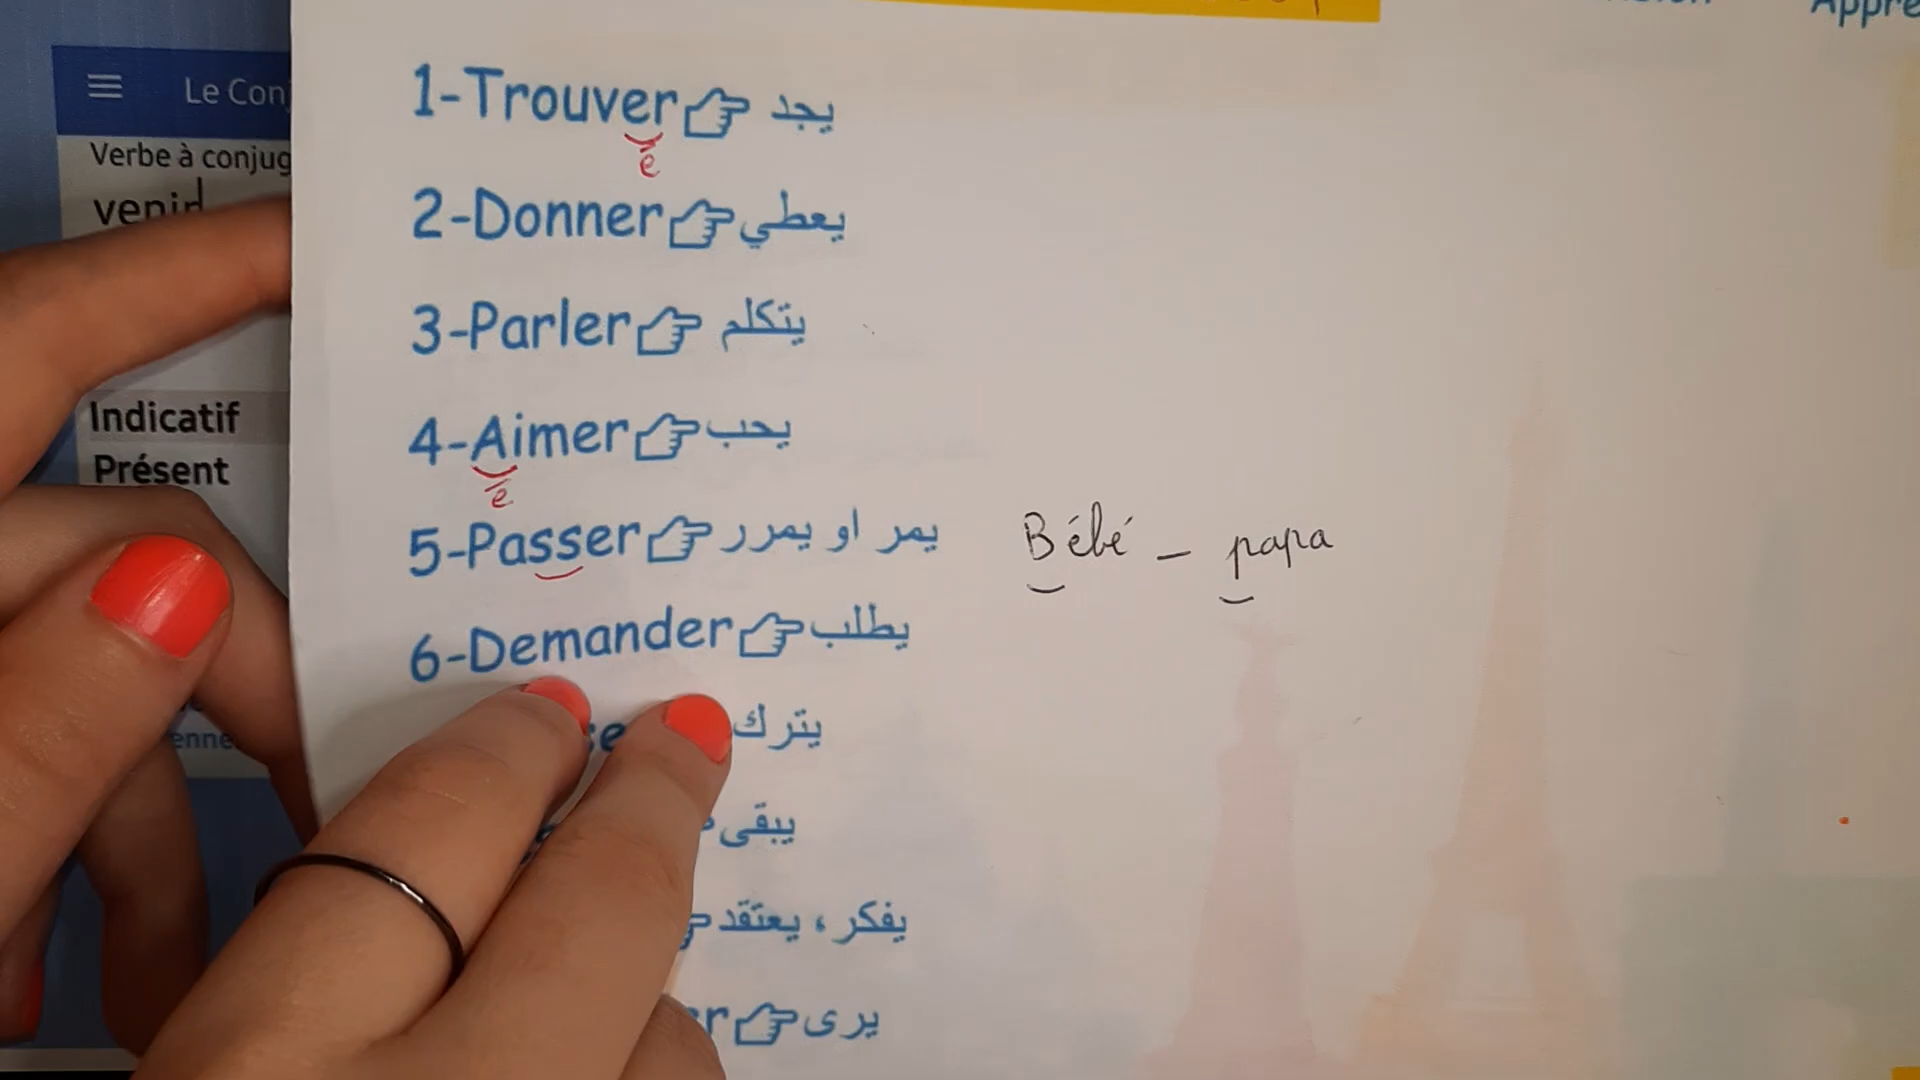 Le Con
Verbe à conjug
venir
Indicatif
Présent
1-Trouver يجد
é
2-Donner يعطي
3-Parler يتكلم
4-Aimer يحب
é
5-Passer يمر او يمرر Bébé - papa
6-Demander يطلب
يترك
يبقى
يفكر ، يعتقد
يرى